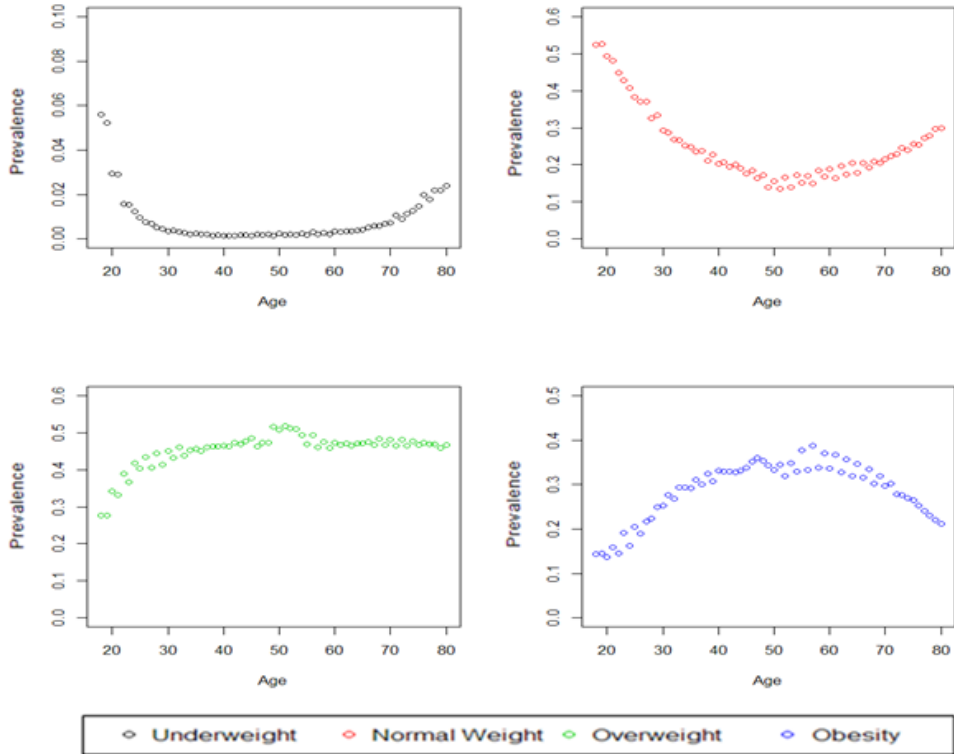 Prevalence
0.00 0.02 0.04 0.06 0.08 0.10
20 30 40 50 60 70 80
Age
Prevalence
0.0 0.1 0.2 0.3 0.4 0.5 0.6
20 30 40 50 60 70 80
Age
Prevalence
0.0 0.1 0.2 0.3 0.4 0.5 0.6
20 30 40 50 60 70 80
Age
Prevalence
0.0 0.1 0.2 0.3 0.4 0.5
20 30 40 50 60 70 80
Age
Underweight Normal Weight Overweight Obesity